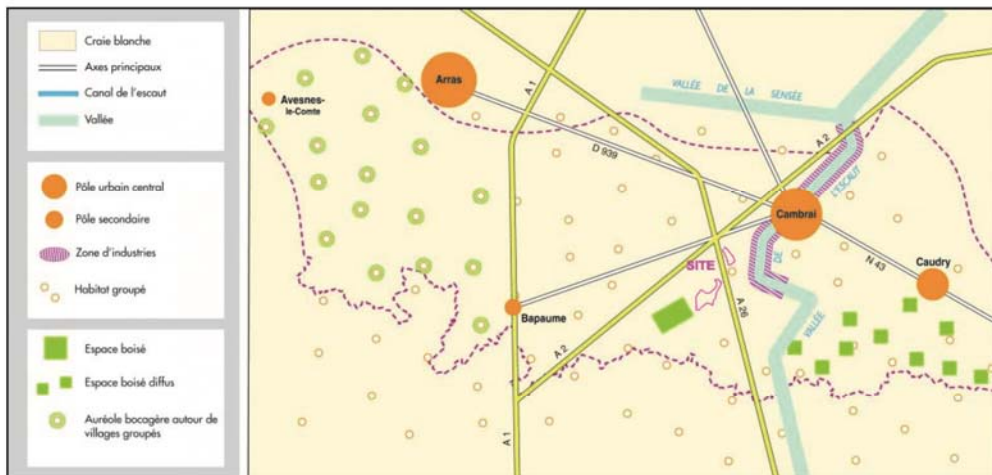 Craie blanche
Axes principaux
Canal de l'escaut
Vallée
Pôle urbain central
Pôle secondaire
Zone d'industries
Habitat groupé
Espace boisé
Espace boisé diffus
Auréole bocagère autour de
villages groupés
Arras
Avesnes-
le-Comte
A 1
VALLÉE DE LA SENSÉE
D 939
A 2
L'ESCAUT
Cambrai
DE
VALLÉE
N 43
Caudry
SITE
A 26
Bapaume
A 2
A 1